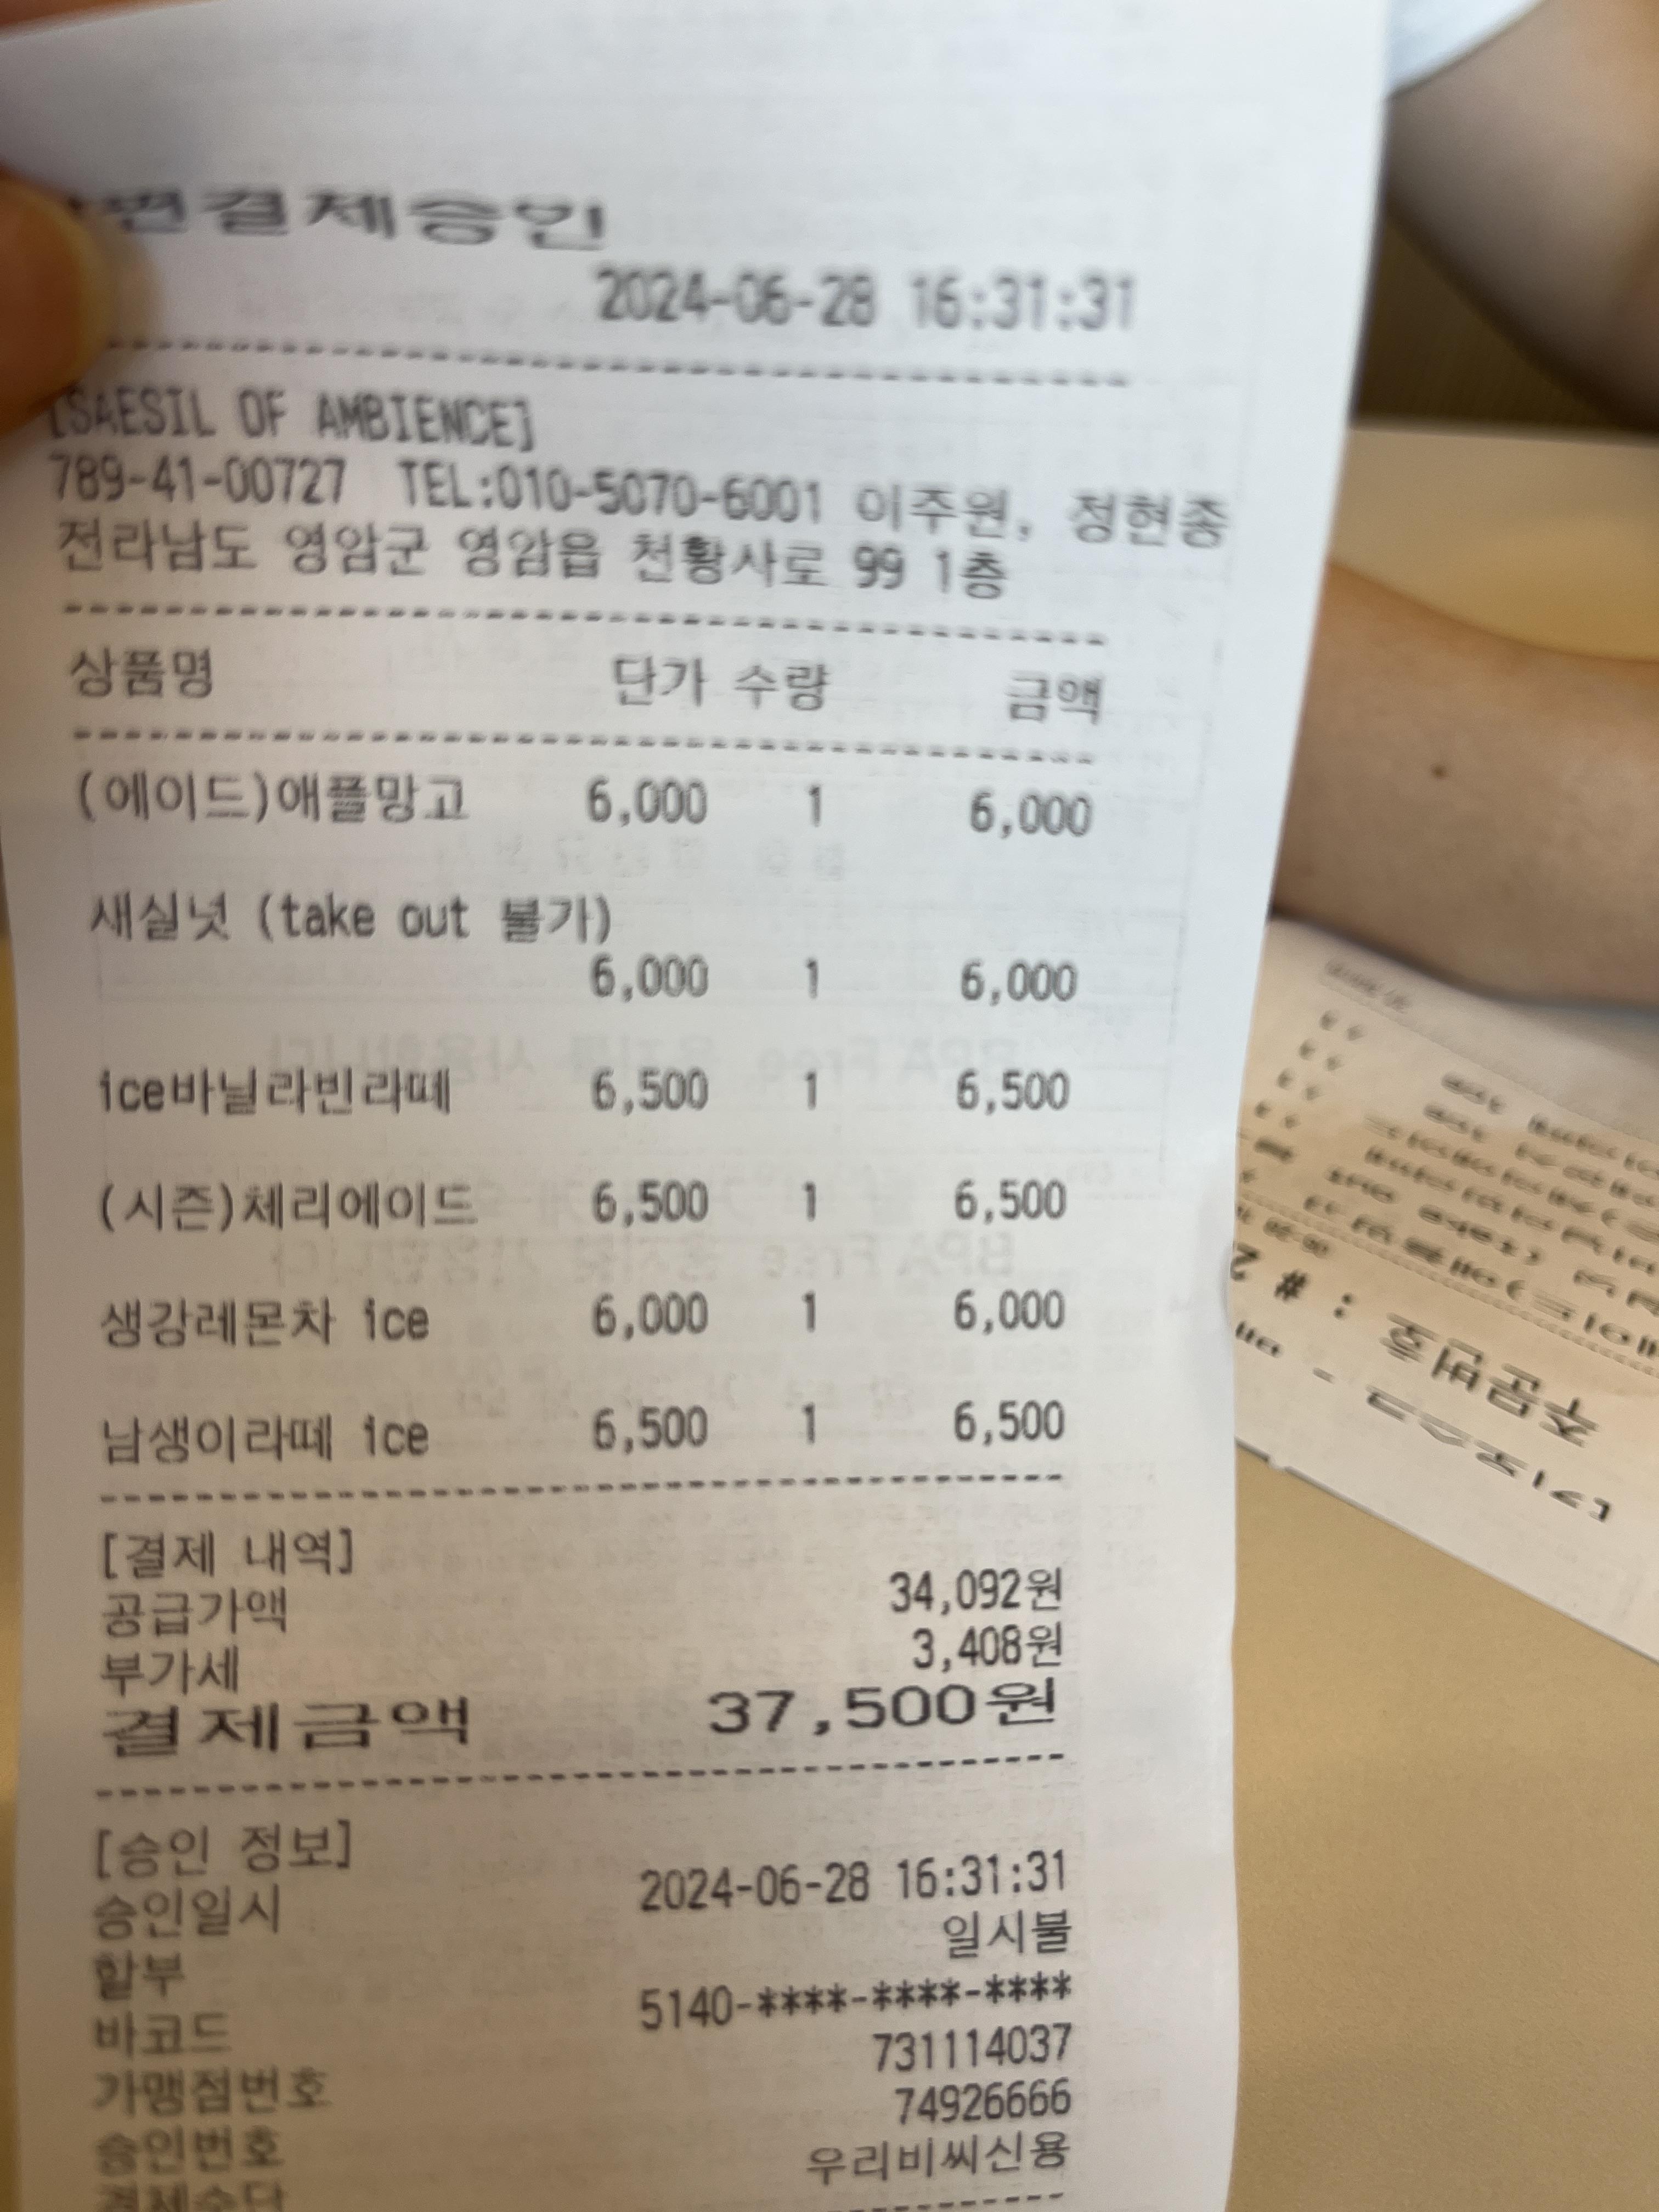 결제승인
2024-06-28 16:31:31
[SAESIL OF AMBIENCE]
789-41-00727 TEL:010-5070-6001 이주원, 정현종
전라남도 영암군 영암읍 천황사로 99 1층
상품명 단가 수량 금액
(에이드)애플망고 6,000 1 6,000
새실넛 (take out 불가)
6,000 1 6,000
ice바닐라빈라떼 6,500 1 6,500
(시즌)체리에이드 6,500 1 6,500
생강레몬차 ice 6,000 1 6,000
남생이라떼 ice 6,500 1 6,500
[결제 내역]
공급가액 34,092원
부가세 3,408원
결제금액 37,500원
[승인 정보]
승인일시 2024-06-28 16:31:31
할부 일시불
바코드 5140-****-****-****
가맹점번호 731114037
승인번호 74926666
결제수단 우리비씨신용
주문번호 : # 2